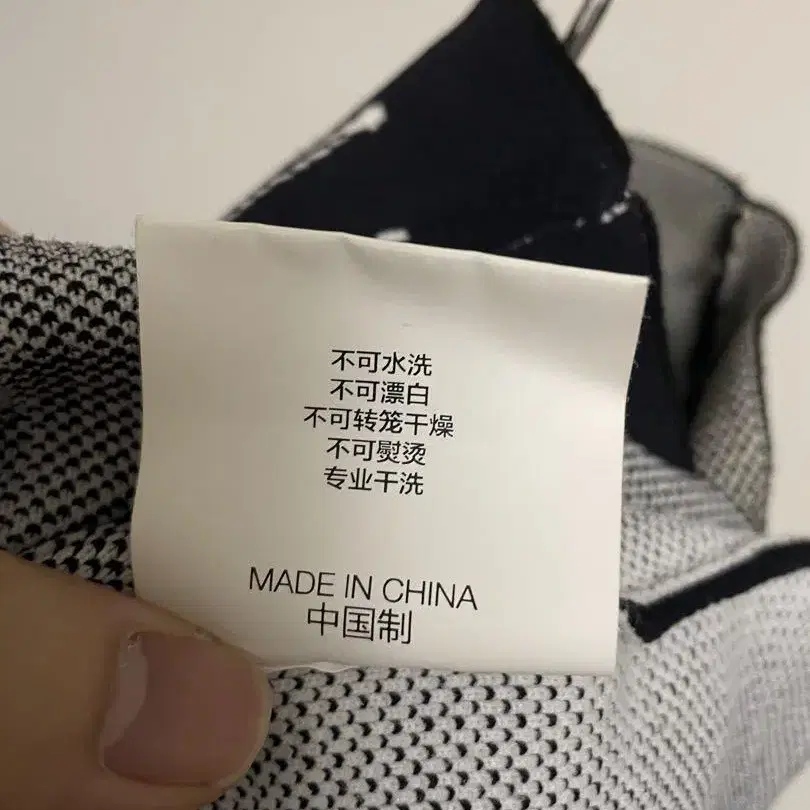 不可水洗
不可漂白
不可转笼干燥
不可熨烫
专业干洗
MADE IN CHINA
中国制